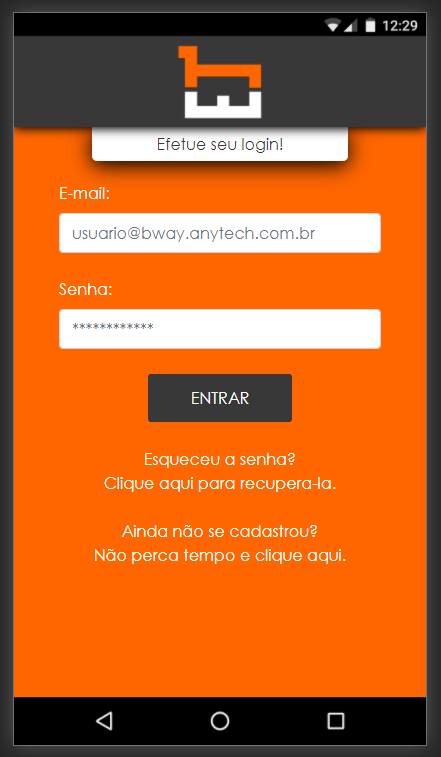 12:29
Efetue seu login!
E-mail:
usuario@bway.anytech.com.br
Senha:
************
ENTRAR
Esqueceu a senha?
Clique aqui para recupera-la.
Ainda não se cadastrou?
Não perca tempo e clique aqui.